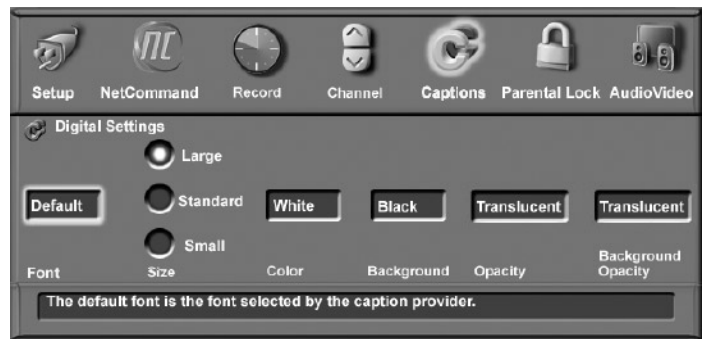 NC
Setup NetCommand Record Channel Captions Parental Lock AudioVideo
Digital Settings
Large
Default Standard White Black Translucent Translucent
Small
Font Size Color Background Opacity Background
Opacity
The default font is the font selected by the caption provider.